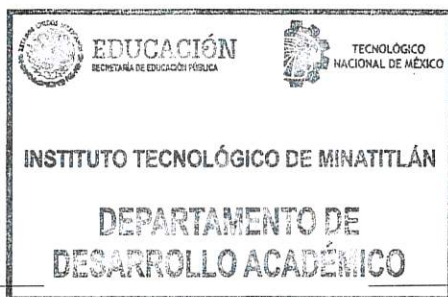 EDUCACIÓN
SECRETARÍA DE EDUCACIÓN PÚBLICA
TECNOLÓGICO
NACIONAL DE MÉXICO
INSTITUTO TECNOLÓGICO DE MINATITLÁN
DEPARTAMENTO DE
DESARROLLO ACADÉMICO